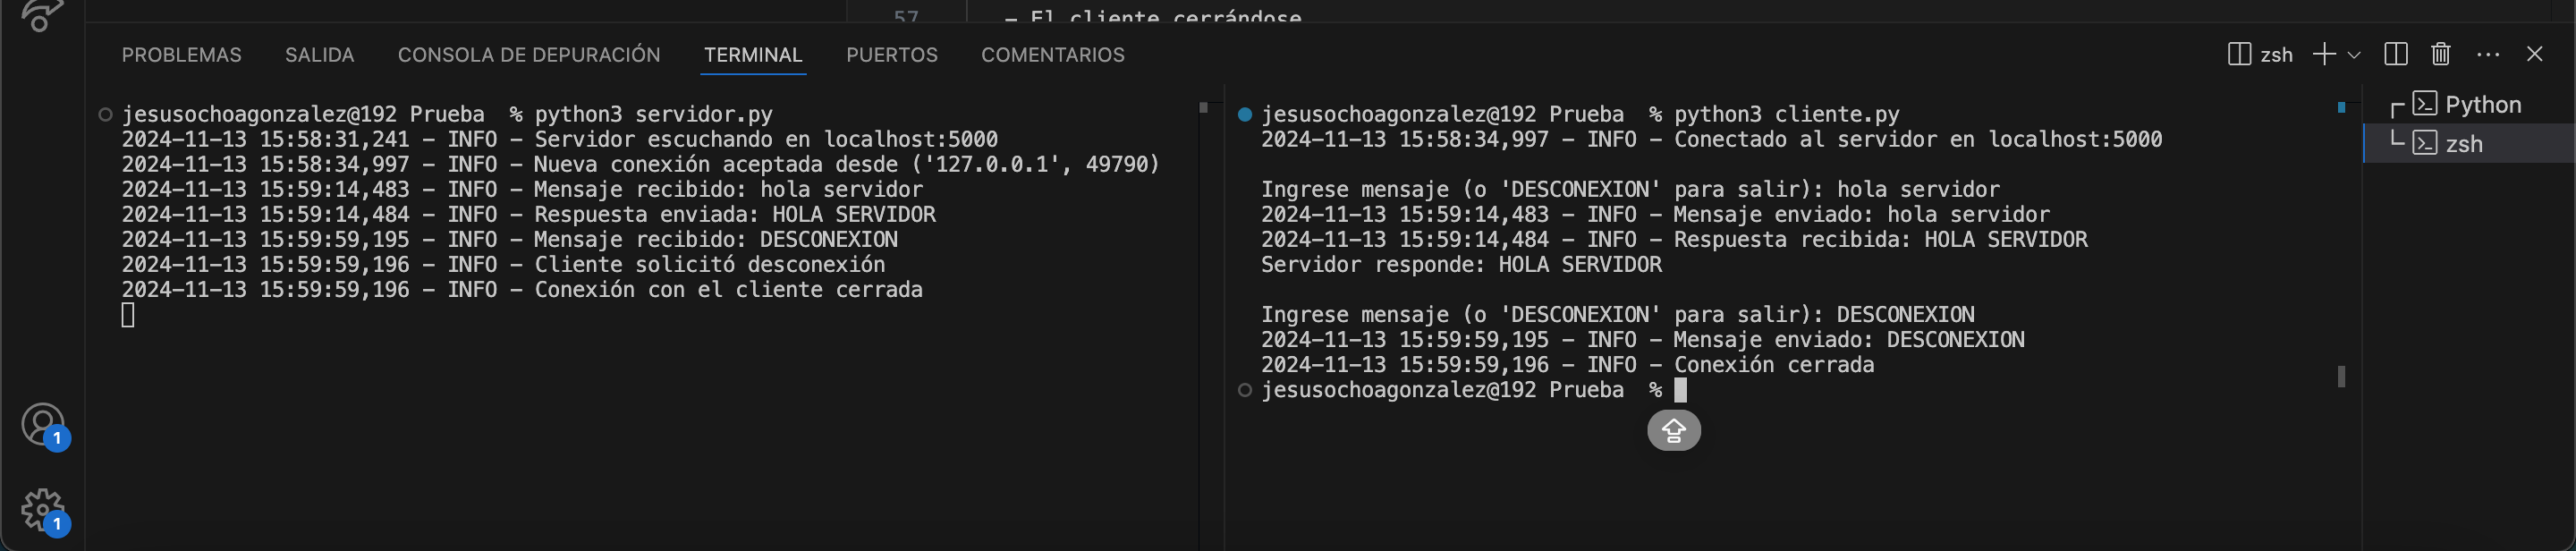 57 - El cliente cerrándose
PROBLEMAS SALIDA CONSOLA DE DEPURACIÓN TERMINAL PUERTOS COMENTARIOS
zsh
jesusochoagonzalez@192 Prueba % python3 servidor.py
2024-11-13 15:58:31,241 - INFO - Servidor escuchando en localhost:5000
2024-11-13 15:58:34,997 - INFO - Nueva conexión aceptada desde ('127.0.0.1', 49790)
2024-11-13 15:59:14,483 - INFO - Mensaje recibido: hola servidor
2024-11-13 15:59:14,484 - INFO - Respuesta enviada: HOLA SERVIDOR
2024-11-13 15:59:59,195 - INFO - Mensaje recibido: DESCONEXION
2024-11-13 15:59:59,196 - INFO - Cliente solicitó desconexión
2024-11-13 15:59:59,196 - INFO - Conexión con el cliente cerrada
jesusochoagonzalez@192 Prueba % python3 cliente.py
2024-11-13 15:58:34,997 - INFO - Conectado al servidor en localhost:5000
Ingrese mensaje (o 'DESCONEXION' para salir): hola servidor
2024-11-13 15:59:14,483 - INFO - Mensaje enviado: hola servidor
2024-11-13 15:59:14,484 - INFO - Respuesta recibida: HOLA SERVIDOR
Servidor responde: HOLA SERVIDOR
Ingrese mensaje (o 'DESCONEXION' para salir): DESCONEXION
2024-11-13 15:59:59,195 - INFO - Mensaje enviado: DESCONEXION
2024-11-13 15:59:59,196 - INFO - Conexión cerrada
jesusochoagonzalez@192 Prueba %
Python
zsh
1
1